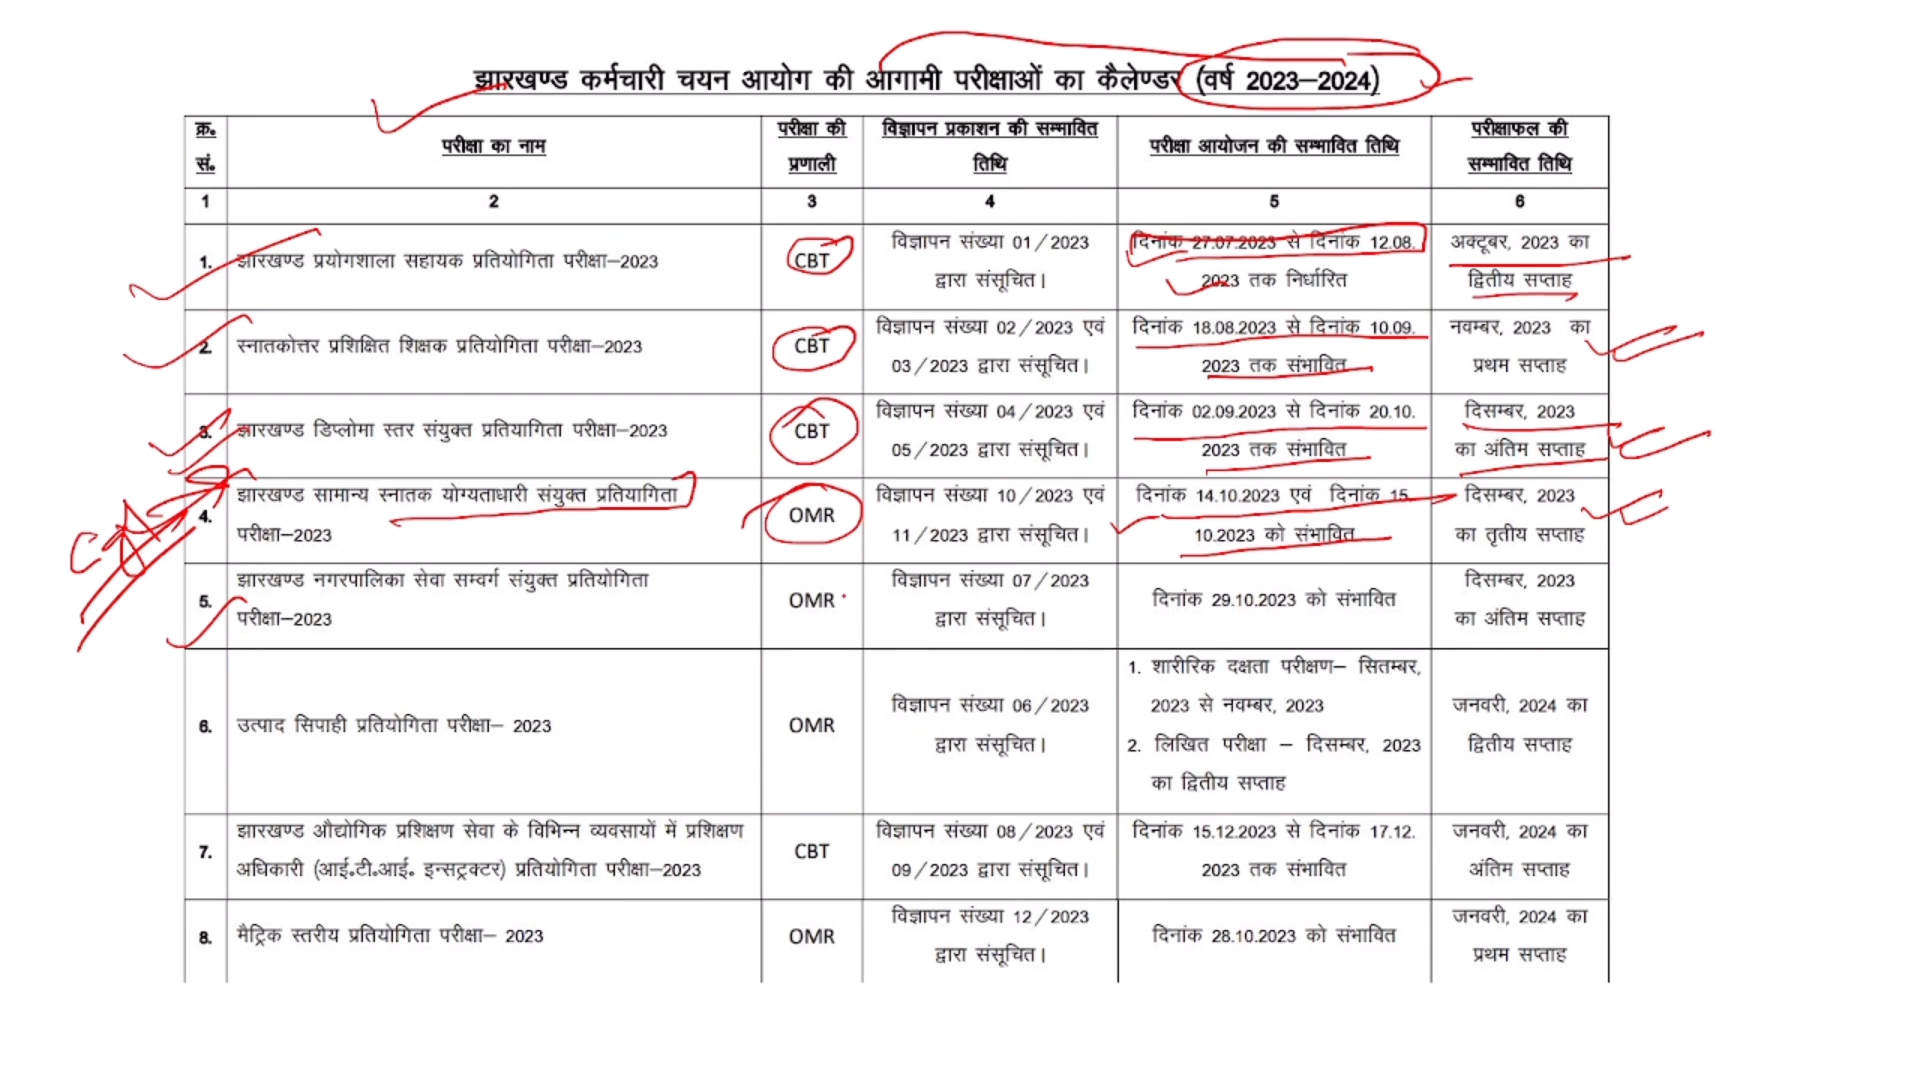 झारखण्ड कर्मचारी चयन आयोग की आगामी परीक्षाओं का कैलेण्डर (वर्ष 2023–2024)
क्र॰ सं॰
परीक्षा का नाम
परीक्षा की प्रणाली
विज्ञापन प्रकाशन की सम्भावित तिथि
परीक्षा आयोजन की सम्भावित तिथि
परीक्षाफल की सम्भावित तिथि
1 2 3 4 5 6
1.
झारखण्ड प्रयोगशाला सहायक प्रतियोगिता परीक्षा–2023
CBT
विज्ञापन संख्या 01/2023
द्वारा संसूचित।
दिनांक 27.07.2023 से दिनांक 12.08.
2023 तक निर्धारित
अक्टूबर, 2023 का
द्वितीय सप्ताह
2.
स्नातकोत्तर प्रशिक्षित शिक्षक प्रतियोगिता परीक्षा–2023
CBT
विज्ञापन संख्या 02/2023 एवं
03/2023 द्वारा संसूचित।
दिनांक 18.08.2023 से दिनांक 10.09.
2023 तक संभावित
नवम्बर, 2023 का
प्रथम सप्ताह
3.
झारखण्ड डिप्लोमा स्तर संयुक्त प्रतियागिता परीक्षा–2023
CBT
विज्ञापन संख्या 04/2023 एवं
05/2023 द्वारा संसूचित।
दिनांक 02.09.2023 से दिनांक 20.10.
2023 तक संभावित
दिसम्बर, 2023
का अंतिम सप्ताह
4.
झारखण्ड सामान्य स्नातक योग्यताधारी संयुक्त प्रतियागिता
परीक्षा–2023
OMR
विज्ञापन संख्या 10/2023 एवं
11/2023 द्वारा संसूचित।
दिनांक 14.10.2023 एवं दिनांक 15.
10.2023 को संभावित
दिसम्बर, 2023
का तृतीय सप्ताह
5.
झारखण्ड नगरपालिका सेवा सम्वर्ग संयुक्त प्रतियोगिता
परीक्षा–2023
OMR
विज्ञापन संख्या 07/2023
द्वारा संसूचित।
दिनांक 29.10.2023 को संभावित
दिसम्बर, 2023
का अंतिम सप्ताह
6.
उत्पाद सिपाही प्रतियोगिता परीक्षा– 2023
OMR
विज्ञापन संख्या 06/2023
द्वारा संसूचित।
1. शारीरिक दक्षता परीक्षण– सितम्बर,
2023 से नवम्बर, 2023
2. लिखित परीक्षा – दिसम्बर, 2023
का द्वितीय सप्ताह
जनवरी, 2024 का
द्वितीय सप्ताह
7.
झारखण्ड औद्योगिक प्रशिक्षण सेवा के विभिन्न व्यवसायों में प्रशिक्षण
अधिकारी (आई॰टी॰आई॰ इन्सट्रक्टर) प्रतियोगिता परीक्षा–2023
CBT
विज्ञापन संख्या 08/2023 एवं
09/2023 द्वारा संसूचित।
दिनांक 15.12.2023 से दिनांक 17.12.
2023 तक संभावित
जनवरी, 2024 का
अंतिम सप्ताह
8.
मैट्रिक स्तरीय प्रतियोगिता परीक्षा– 2023
OMR
विज्ञापन संख्या 12/2023
द्वारा संसूचित।
दिनांक 28.10.2023 को संभावित
जनवरी, 2024 का
प्रथम सप्ताह